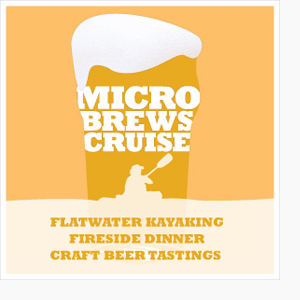 MICRO
BREWS
CRUISE
FLATWATER KAYAKING
FIRESIDE DINNER
CRAFT BEER TASTINGS